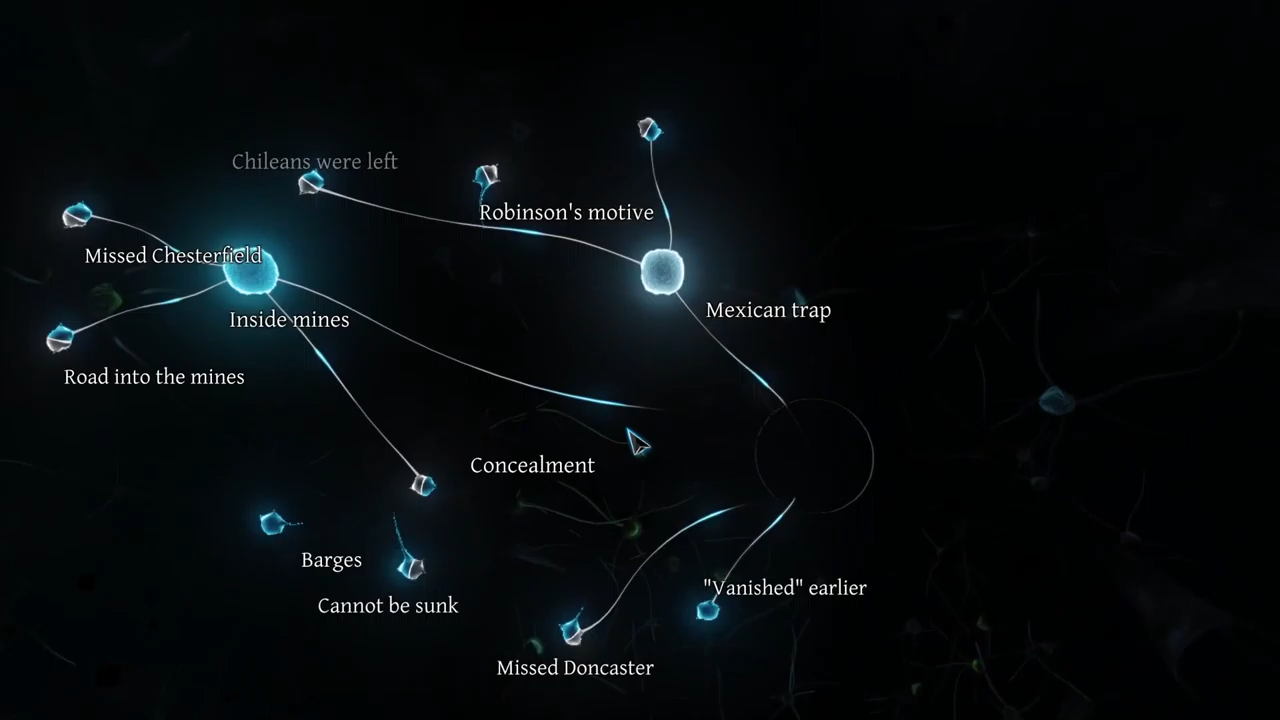 Chileans were left
Robinson's motive
Missed Chesterfield
Mexican trap
Inside mines
Road into the mines
Concealment
Barges
"Vanished" earlier
Cannot be sunk
Missed Doncaster